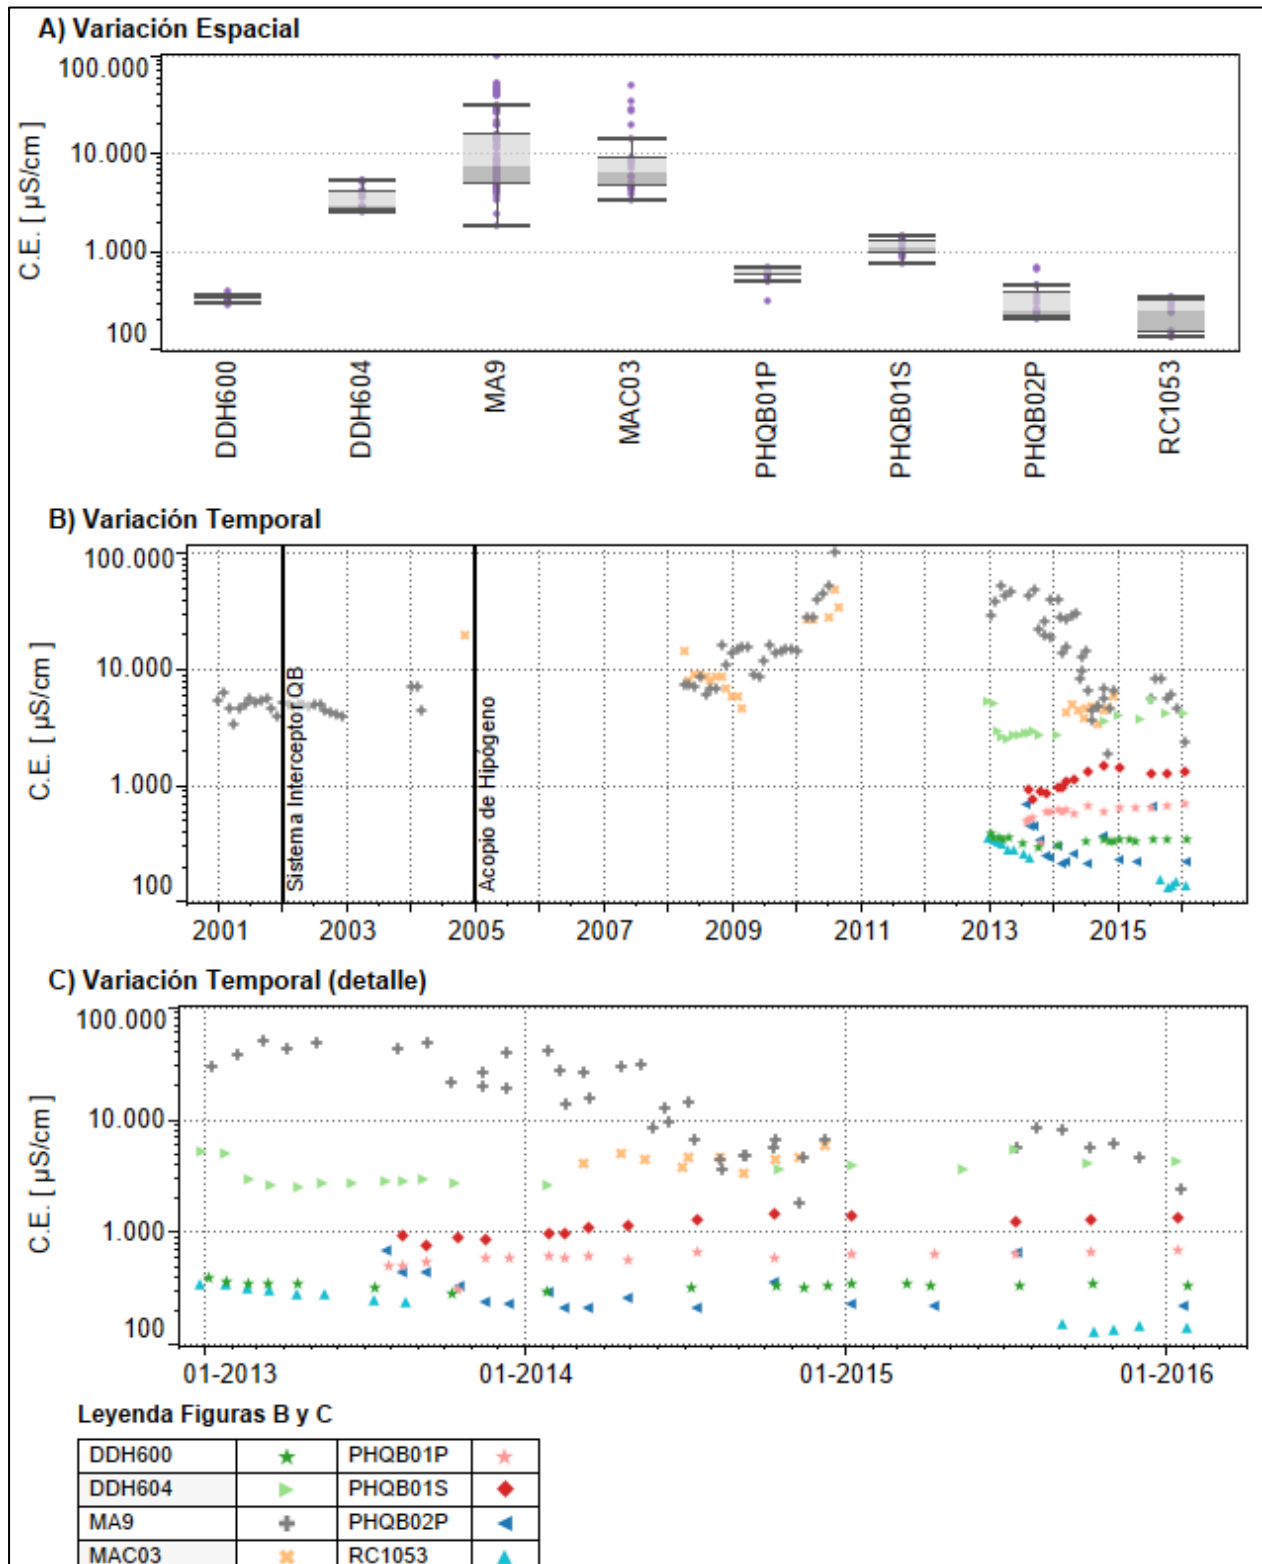 A) Variación Espacial
C.E. [ µS/cm ]
100.000
10.000
1.000
100
DDH600
DDH604
MA9
MAC03
PHQB01P
PHQB01S
PHQB02P
RC1053
B) Variación Temporal
C.E. [ µS/cm ]
100.000
10.000
1.000
100
Sistema Interceptor QB
Acopio de Hipógeno
2001 2003 2005 2007 2009 2011 2013 2015
C) Variación Temporal (detalle)
C.E. [ µS/cm ]
100.000
10.000
1.000
100
01-2013 01-2014 01-2015 01-2016
Leyenda Figuras B y C
DDH600 PHQB01P
DDH604 PHQB01S
MA9 PHQB02P
MAC03 RC1053